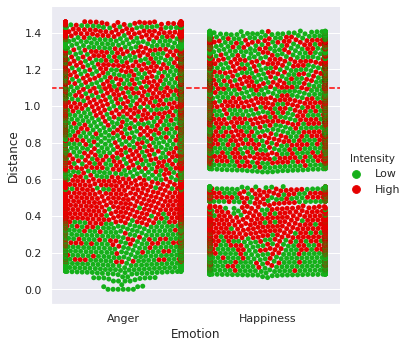 1.4
1.2
1.0
0.8
0.6
0.4
0.2
0.0
Distance
Anger
Happiness
Emotion
Intensity
Low
High